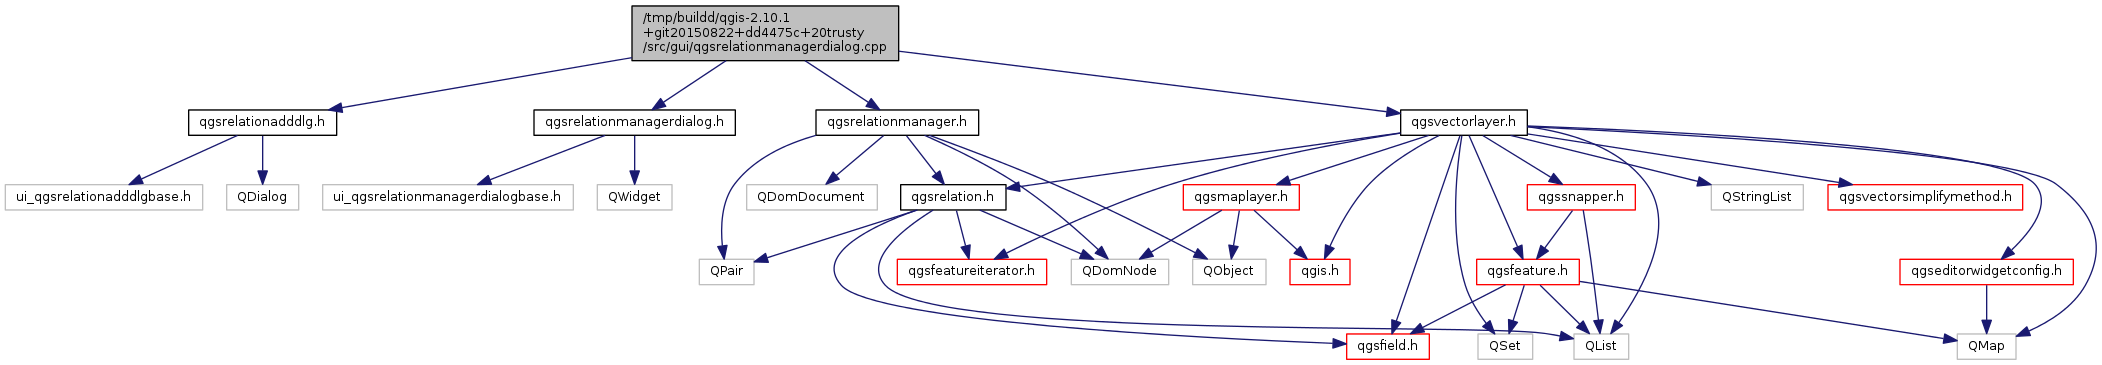 /tmp/buildd/qgis-2.10.1
+git20150822+dd4475c+20trusty
/src/gui/qgsrelationmanagerdialog.cpp
qgsrelationadddlg.h
qgsrelationmanagerdialog.h
qgsrelationmanager.h
qgsvectorlayer.h
ui_qgsrelationadddlgbase.h
QDialog
ui_qgsrelationmanagerdialogbase.h
QWidget
QDomDocument
qgsrelation.h
qgsmaplayer.h
qgssnapper.h
QStringList
qgsvectorsimplifymethod.h
QPair
qgsfeatureiterator.h
QDomNode
QObject
qgis.h
qgsfeature.h
qgseditorwidgetconfig.h
qgsfield.h
QSet
QList
QMap